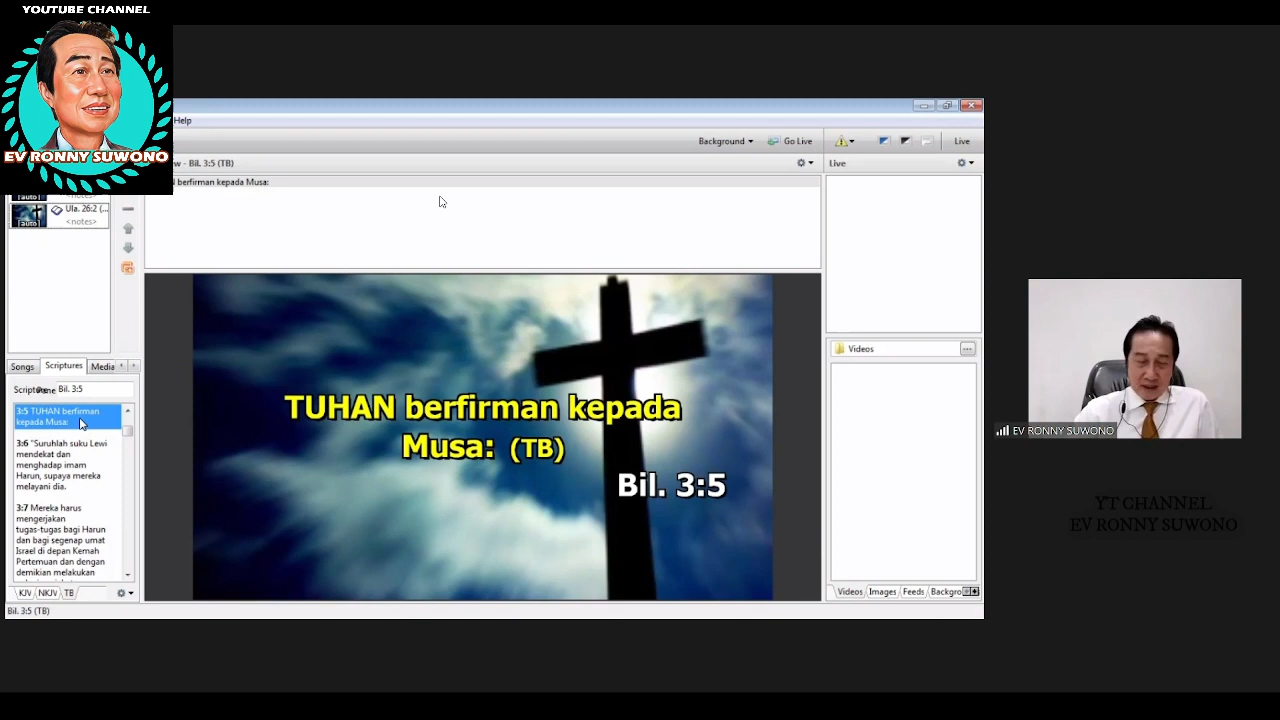 YOUTUBE CHANNEL
EV RONNY SUWONO
Help
Background
Go Live
Live
- Bil. 3:5 (TB)
Live
berfirman kepada Musa:
[auto]
<notes>
Ula. 26:2 (...
[auto]
<notes>
Videos
Songs
Scriptures
Media
Bil. 3:5
3:5 TUHAN berfirman
kepada Musa:
3:6 "Suruhlah suku Lewi
mendekat dan
menghadap imam
Harun, supaya mereka
melayani dia.
3:7 Mereka harus
mengerjakan
tugas-tugas bagi Harun
dan bagi segenap umat
Israel di depan Kemah
Pertemuan dan dengan
demikian melakukan
TUHAN berfirman kepada
Musa: (TB)
Bil. 3:5
EV RONNY SUWONO
YT CHANNEL
EV RONNY SUWONO
KJV
NKJV
TB
Videos
Images
Feeds
Backgro
Bil. 3:5 (TB)